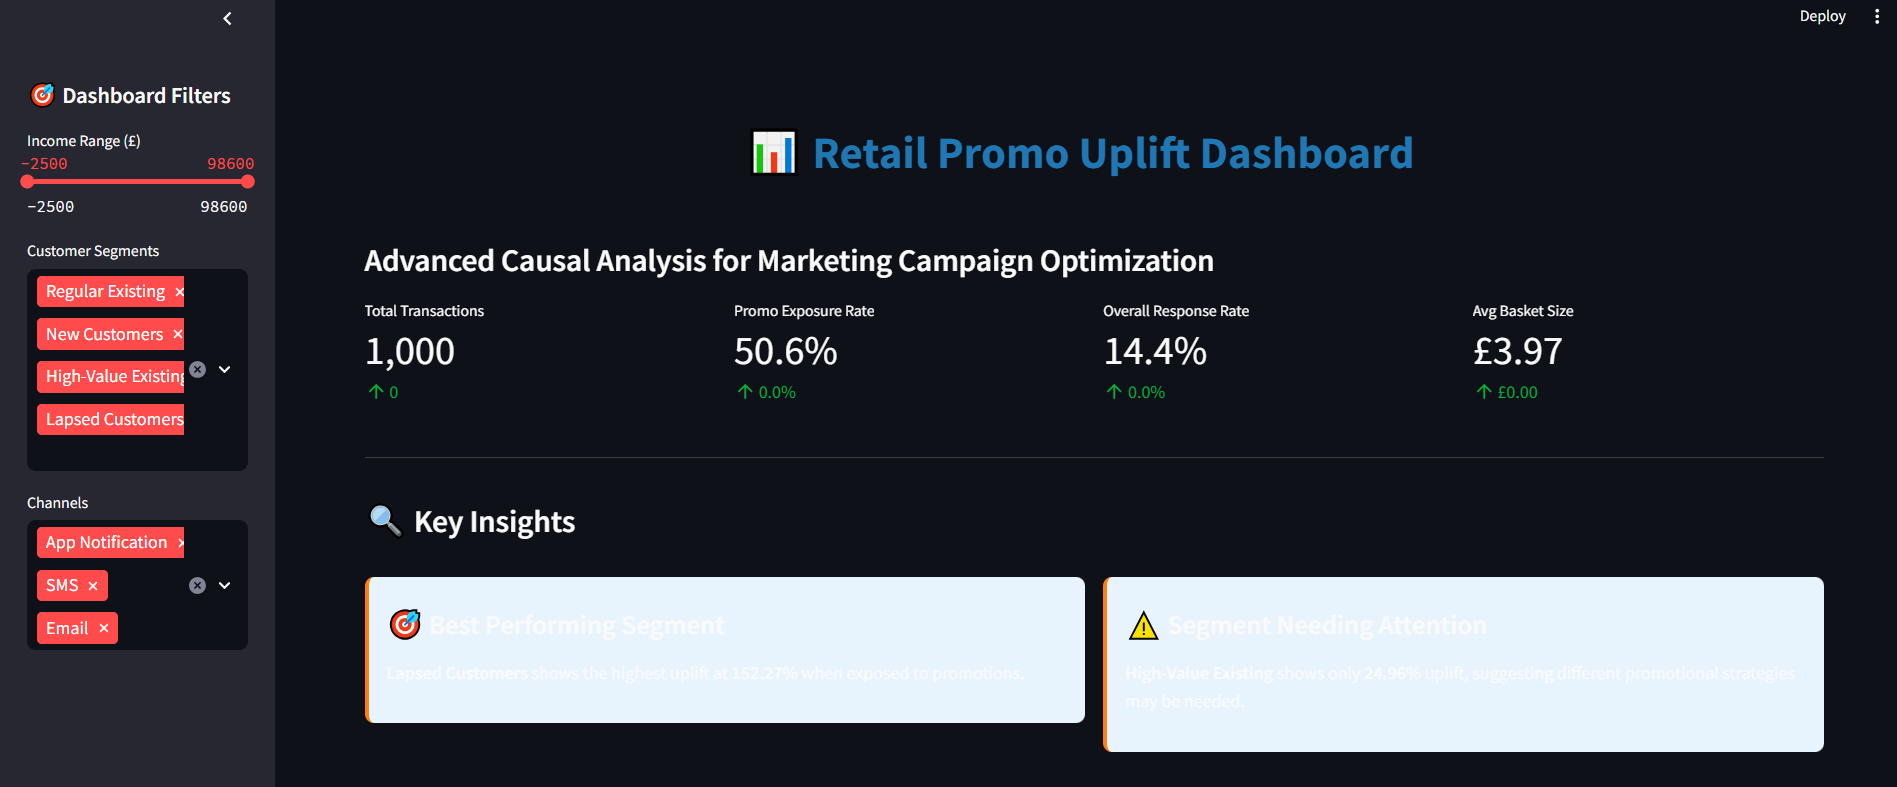 Deploy
Dashboard Filters
Income Range (£)
-2500 98600
-2500 98600
Customer Segments
Regular Existing
New Customers
High-Value Existing
Lapsed Customers
Channels
App Notification
SMS
Email
Retail Promo Uplift Dashboard
Advanced Causal Analysis for Marketing Campaign Optimization
Total Transactions
1,000
0
Promo Exposure Rate
50.6%
0.0%
Overall Response Rate
14.4%
0.0%
Avg Basket Size
£3.97
£0.00
Key Insights
Best Performing Segment
Lapsed Customers shows the highest uplift at 152.27% when exposed to promotions.
Segment Needing Attention
High-Value Existing shows only 24.96% uplift, suggesting different promotional strategies
may be needed.